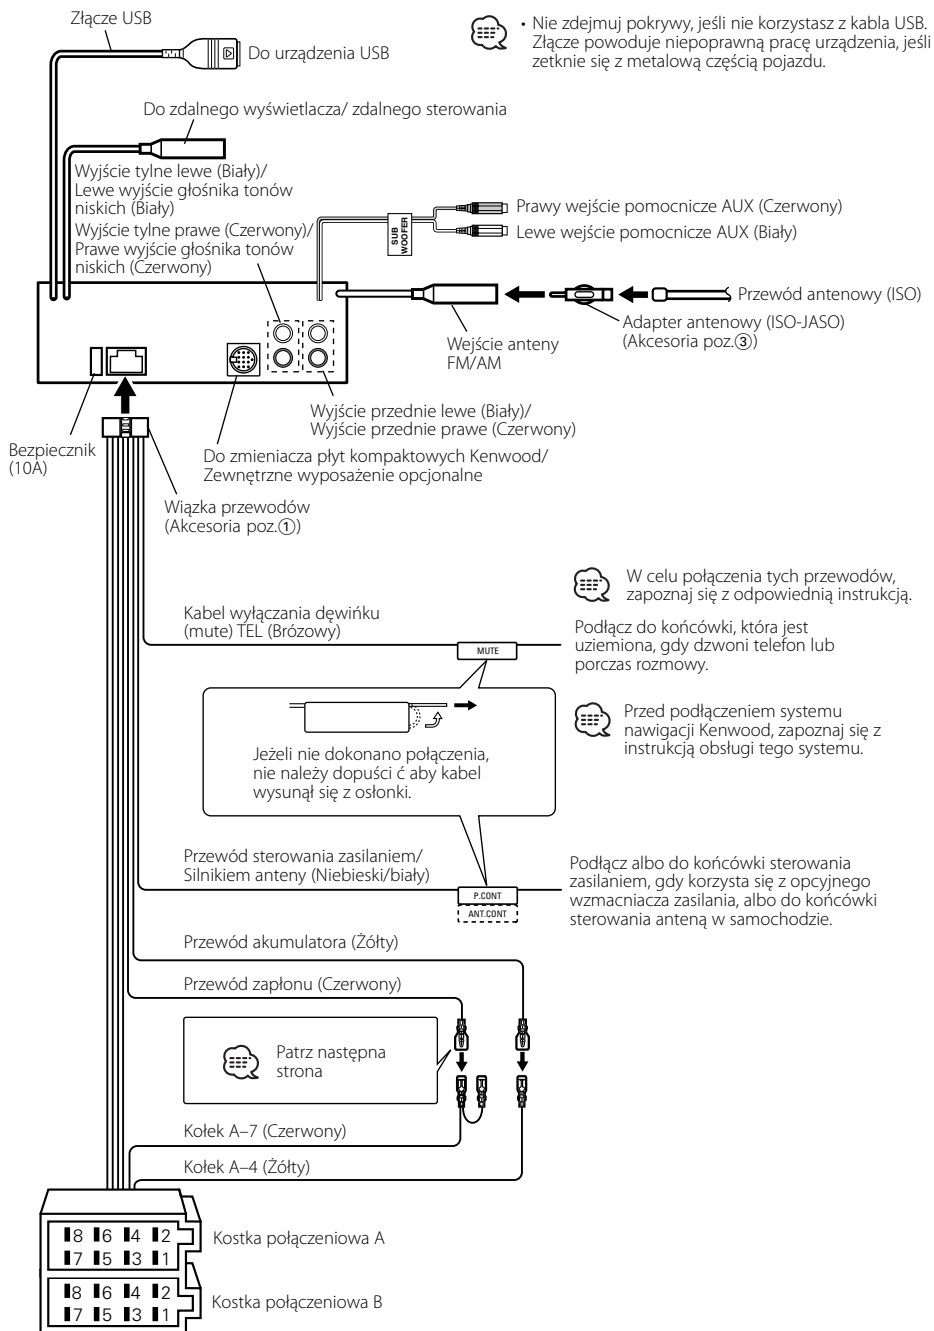 Złącze USB
• Nie zdejmuj pokrywy, jeśli nie korzystasz z kabla USB.
Złącze powoduje niepoprawną pracę urządzenia, jeśli
zetknie się z metalową częścią pojazdu.
Do urządzenia USB
Do zdalnego wyświetlacza/ zdalnego sterowania
Wyjście tylne lewe (Biały)/
Lewe wyjście głośnika tonów
niskich (Biały)
Wyjście tylne prawe (Czerwony)/
Prawe wyjście głośnika tonów
niskich (Czerwony)
SUB
WOOFER
Prawy wejście pomocnicze AUX (Czerwony)
Lewe wejście pomocnicze AUX (Biały)
Przewód antenowy (ISO)
Adapter antenowy (ISO-JASO)
(Akcesoria poz.③)
Wejście anteny
FM/AM
Wyjście przednie lewe (Biały)/
Wyjście przednie prawe (Czerwony)
Bezpiecznik
(10A)
Do zmieniacza płyt kompaktowych Kenwood/
Zewnętrzne wyposażenie opcjonalne
Wiązka przewodów
(Akcesoria poz.①)
W celu połączenia tych przewodów,
zapoznaj się z odpowiednią instrukcją.
Kabel wyłączania dęwińku
(mute) TEL (Brózowy)
MUTE
Podłącz do końcówki, która jest
uziemiona, gdy dzwoni telefon lub
porczas rozmowy.
Jeżeli nie dokonano połączenia,
nie należy dopuści ć aby kabel
wysunął się z osłonki.
Przed podłączeniem systemu
nawigacji Kenwood, zapoznaj się z
instrukcją obsługi tego systemu.
Przewód sterowania zasilaniem/
Silnikiem anteny (Niebieski/biały)
P.CONT
ANT.CONT
Podłącz albo do końcówki sterowania
zasilaniem, gdy korzysta się z opcyjnego
wzmacniacza zasilania, albo do końcówki
sterowania anteną w samochodzie.
Przewód akumulatora (Żółty)
Przewód zapłonu (Czerwony)
Patrz następna
strona
Kołek A–7 (Czerwony)
Kołek A–4 (Żółty)
8 6 4 2
7 5 3 1
Kostka połączeniowa A
8 6 4 2
7 5 3 1
Kostka połączeniowa B